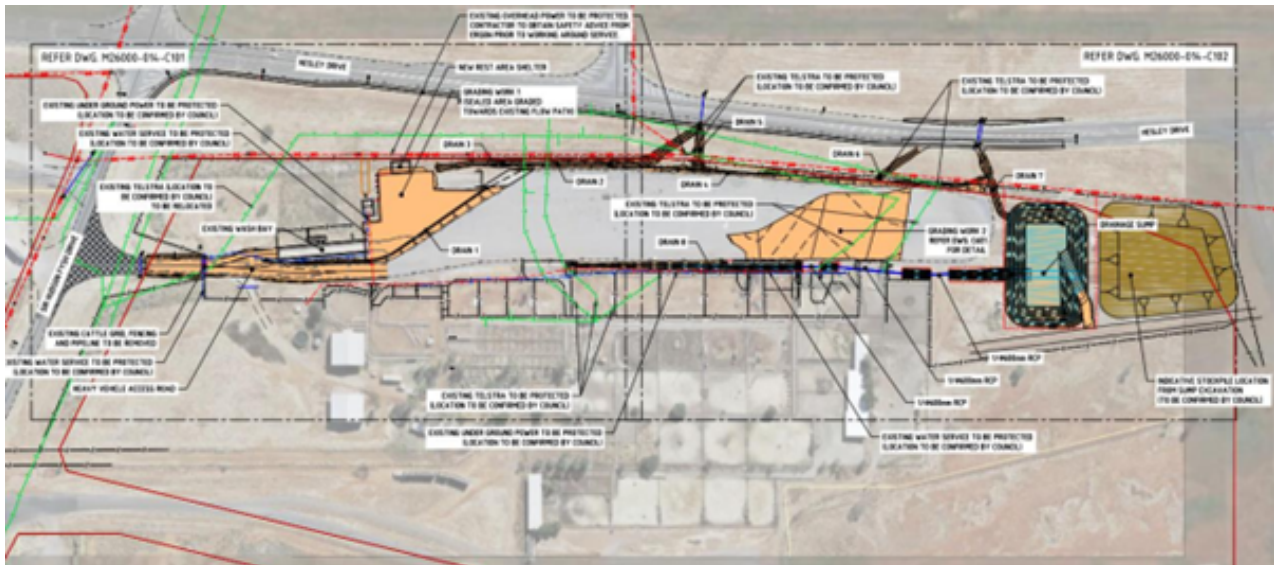 EXISTING OVERHEAD POWER TO BE PROTECTED
CONTRACTOR TO OBTAIN SAFETY ADVICE FROM
ERGON PRIOR TO WORKING AROUND SERVICE.
REFER DWG. M26000-014-C101
REFER DWG. M26000-014-C102
HESLEY DRIVE
NEW REST AREA SHELTER
EXISTING TELSTRA TO BE PROTECTED
(LOCATION TO BE CONFIRMED BY COUNCIL)
EXISTING TELSTRA TO BE PROTECTED
(LOCATION TO BE CONFIRMED BY COUNCIL)
GRADING WORK 1
(SEALED AREA GRADED
TOWARDS EXISTING FLOW PATHS
EXISTING UNDER GROUND POWER TO BE PROTECTED
(LOCATION TO BE CONFIRMED BY COUNCIL)
DRAIN 5
HESLEY DRIVE
EXISTING WATER SERVICE TO BE PROTECTED
(LOCATION TO BE CONFIRMED BY COUNCIL)
DRAIN 3
DRAIN 6
EXISTING TELSTRA (LOCATION TO
BE CONFIRMED BY COUNCIL)
TO BE RELOCATED
DRAIN 2
DRAIN 4
DRAIN 7
EXISTING TELSTRA TO BE PROTECTED
(LOCATION TO BE CONFIRMED BY COUNCIL)
EXISTING WASH BAY
DRAIN 1
DRAIN 8
GRADING WORK 2
REFER DWG
FOR DETAIL
DRAINAGE SUMP
EXISTING CATTLE GRID, FENCING
AND PIPELINE TO BE REMOVED
EXISTING WATER SERVICE TO BE PROTECTED
(LOCATION TO BE CONFIRMED BY COUNCIL)
HEAVY VEHICLE ACCESS ROAD
1/600mm RCP
1/600mm RCP
1/600mm RCP
EXISTING TELSTRA TO BE PROTECTED
(LOCATION TO BE CONFIRMED BY COUNCIL)
INDICATIVE STOCKPILE LOCATION
FROM SUMP EXCAVATION
(TO BE CONFIRMED BY COUNCIL)
EXISTING UNDER GROUND POWER TO BE PROTECTED
(LOCATION TO BE CONFIRMED BY COUNCIL)
EXISTING WATER SERVICE TO BE PROTECTED
(LOCATION TO BE CONFIRMED BY COUNCIL)